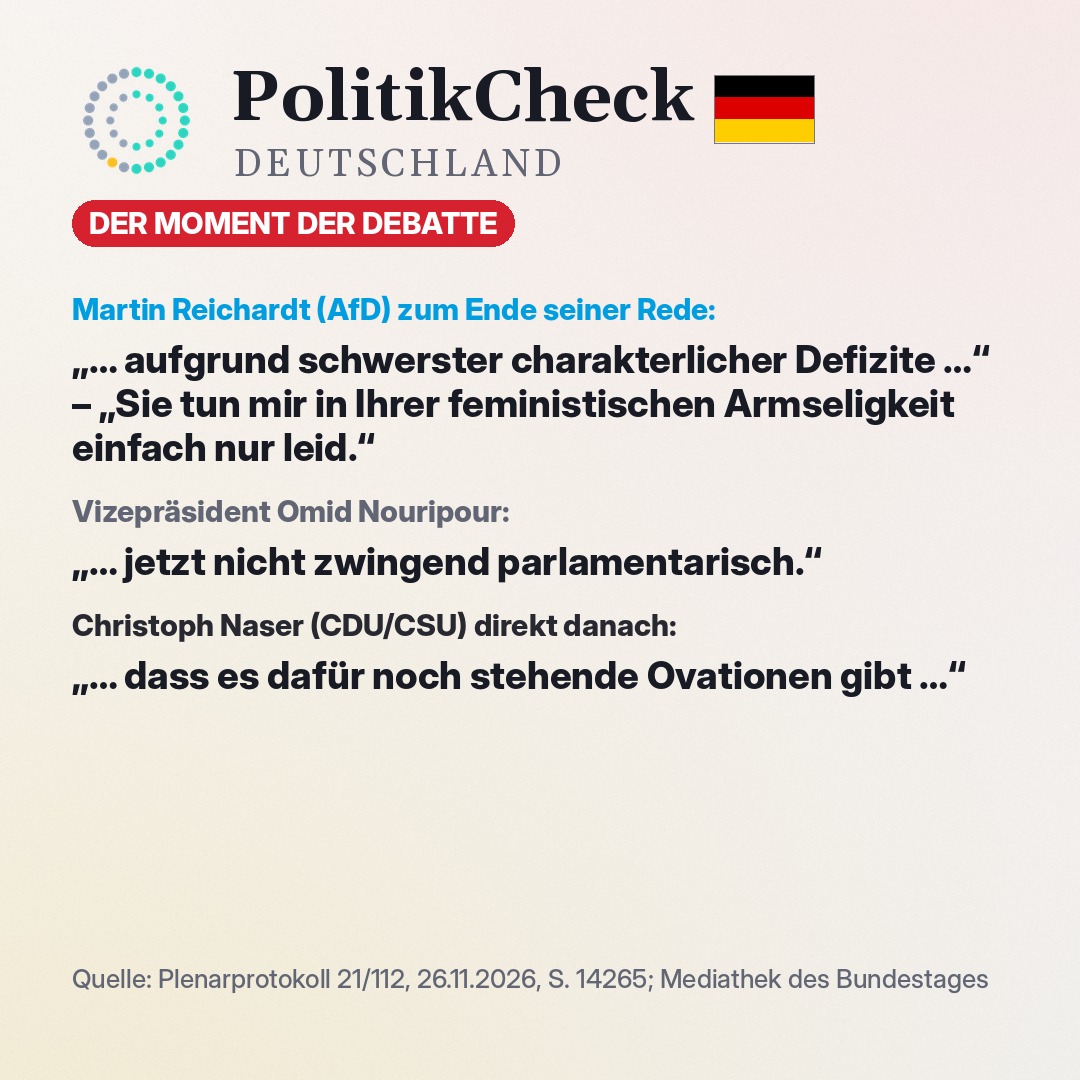 PolitikCheck
DEUTSCHLAND
DER MOMENT DER DEBATTE
Martin Reichardt (AfD) zum Ende seiner Rede:
„… aufgrund schwerster charakterlicher Defizite …“
– „Sie tun mir in Ihrer feministischen Armseligkeit
einfach nur leid.“
Vizepräsident Omid Nouripour:
„… jetzt nicht zwingend parlamentarisch.“
Christoph Naser (CDU/CSU) direkt danach:
„… dass es dafür noch stehende Ovationen gibt …“
Quelle: Plenarprotokoll 21/112, 26.11.2026, S. 14265; Mediathek des Bundestages